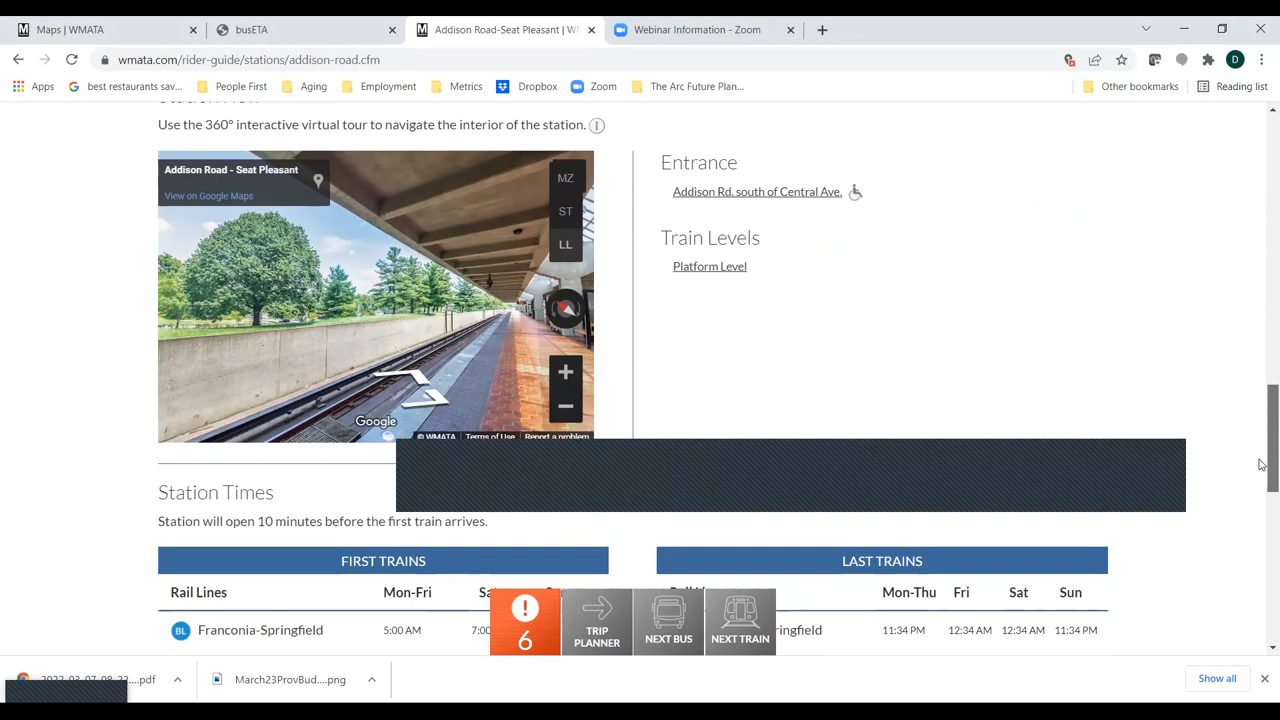 Maps | WMATA
busETA
Addison Road-Seat Pleasant | WM
Webinar Information - Zoom
wmata.com/rider-guide/stations/addison-road.cfm
D
Apps
best restaurants sav...
People First
Aging
Employment
Metrics
Dropbox
Zoom
The Arc Future Plan...
Other bookmarks
Reading list
Use the 360° interactive virtual tour to navigate the interior of the station.
Addison Road - Seat Pleasant
View on Google Maps
MZ
ST
LL
Google
© WMATA
Terms of Use
Report a problem
Entrance
Addison Rd. south of Central Ave.
Train Levels
Platform Level
Station Times
Station will open 10 minutes before the first train arrives.
FIRST TRAINS
LAST TRAINS
Rail Lines Mon-Fri
Mon-Thu Fri Sat Sun
BL Franconia-Springfield 5:00 AM
11:34 PM 12:34 AM 12:34 AM 11:34 PM
6
TRIP PLANNER
NEXT BUS
NEXT TRAIN
March23ProvBud....png
Show all